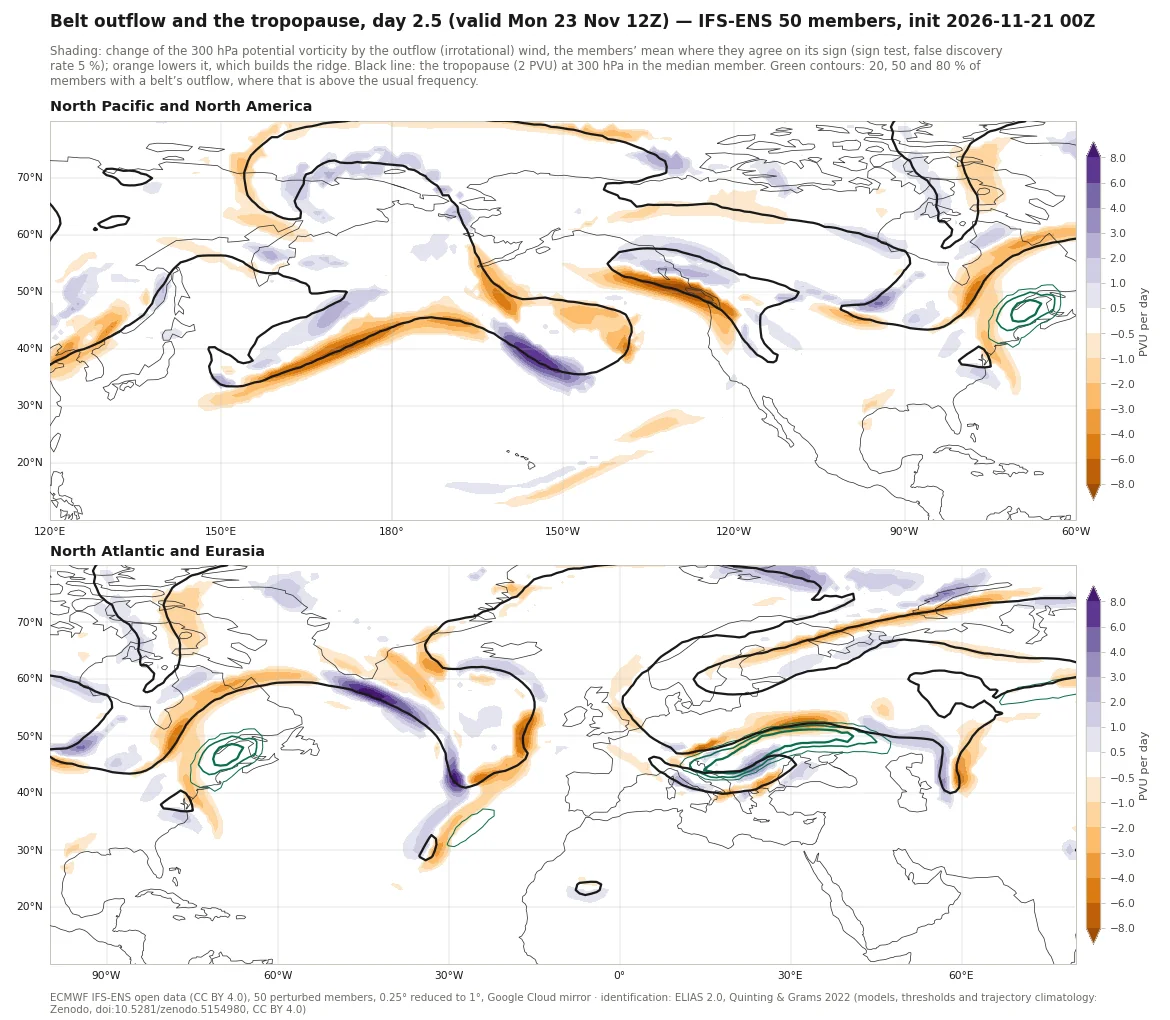 Belt outflow and the tropopause, day 2.5 (valid Mon 23 Nov 12Z) — IFS-ENS 50 members, init 2026-11-21 00Z
Shading: change of the 300 hPa potential vorticity by the outflow (irrotational) wind, the members’ mean where they agree on its sign (sign test, false discovery
rate 5 %); orange lowers it, which builds the ridge. Black line: the tropopause (2 PVU) at 300 hPa in the median member. Green contours: 20, 50 and 80 % of
members with a belt’s outflow, where that is above the usual frequency.
North Pacific and North America
70°N
60°N
50°N
40°N
30°N
20°N
120°E
150°E
180°
150°W
120°W
90°W
60°W
8.0
6.0
4.0
3.0
2.0
1.0
0.5
−0.5
−1.0
−2.0
−3.0
−4.0
−6.0
−8.0
PVU per day
North Atlantic and Eurasia
70°N
60°N
50°N
40°N
30°N
20°N
90°W
60°W
30°W
0°
30°E
60°E
8.0
6.0
4.0
3.0
2.0
1.0
0.5
−0.5
−1.0
−2.0
−3.0
−4.0
−6.0
−8.0
PVU per day
ECMWF IFS-ENS open data (CC BY 4.0), 50 perturbed members, 0.25° reduced to 1°, Google Cloud mirror · identification: ELIAS 2.0, Quinting & Grams 2022 (models, thresholds and trajectory climatology:
Zenodo, doi:10.5281/zenodo.5154980, CC BY 4.0)